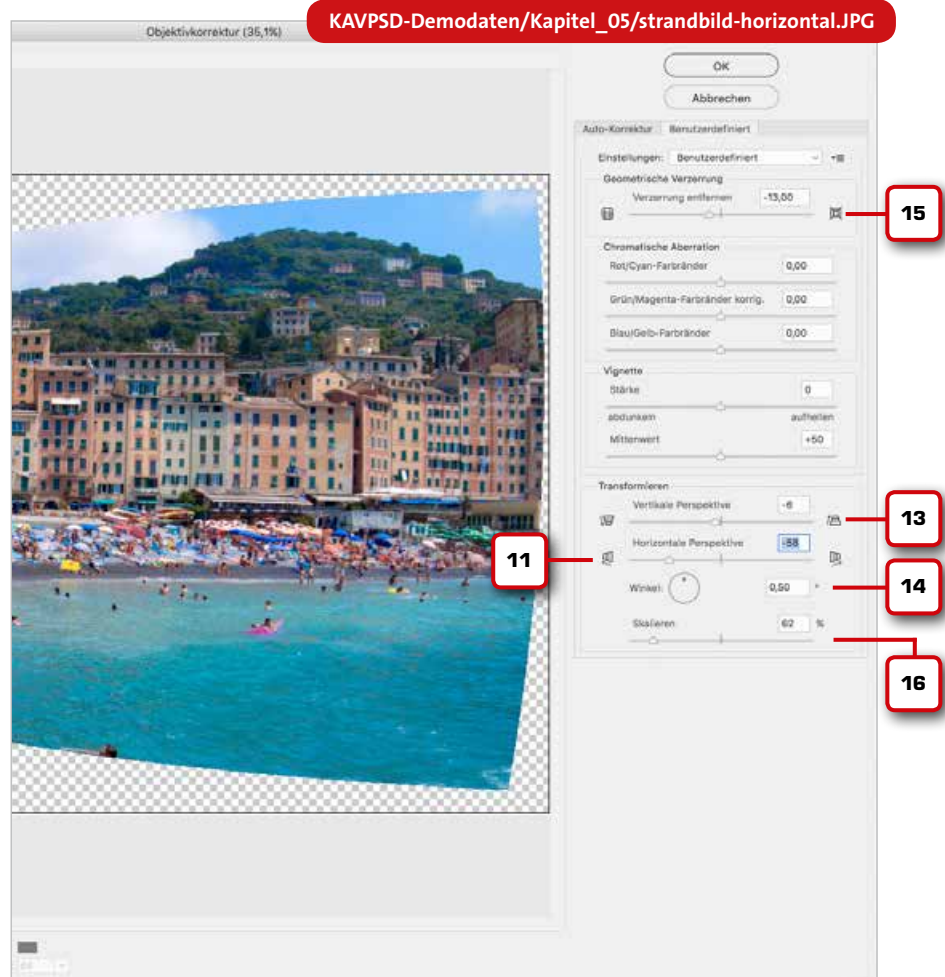 KAVPSD-Demodaten/Kapitel_05/strandbild-horizontal.JPG
Objektivkorrektur (35,1%)
OK
Abbrechen
Auto-Korrektur Benutzerdefiniert
Einstellungen: Benutzerdefiniert
Geometrische Verzerrung
Verzerrung entfernen -13,00
15
Chromatische Aberration
Rot/Cyan-Farbränder 0,00
Grün/Magenta-Farbränder korrig. 0,00
Blau/Gelb-Farbränder 0,00
Vignette
Stärke 0
abdunkeln aufhellen
Mittenwert +50
Transformieren
Vertikale Perspektive -6
13
11
Horizontale Perspektive -58
Winkel: 0,50 °
14
Skalieren 62 %
16